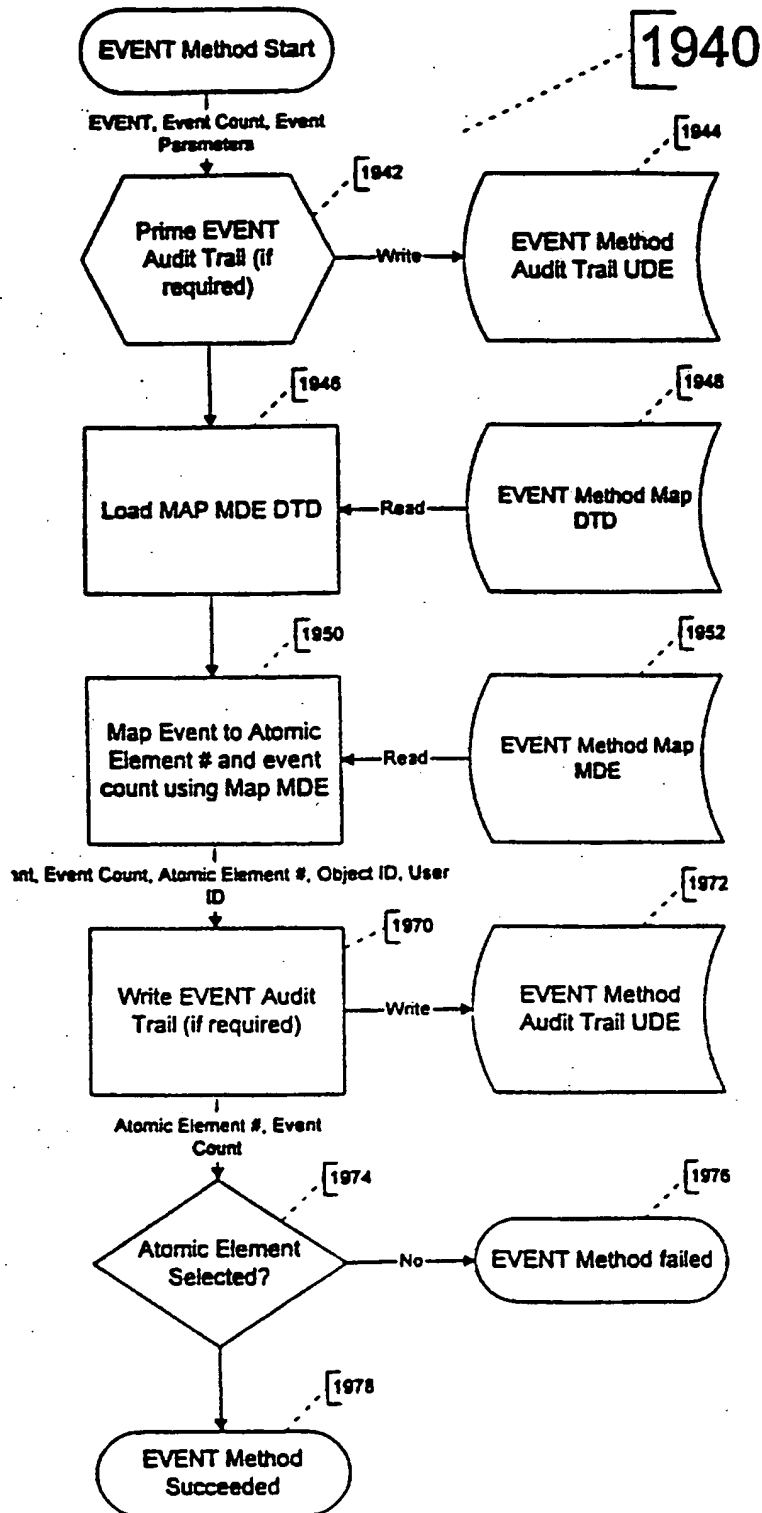 EVENT Method Start
1940
EVENT, Event Count, Event
Parameters
1942
1944
Prime EVENT
Audit Trail (if
required)
Write
EVENT Method
Audit Trail UDE
1946
1948
Load MAP MDE DTD
Read
EVENT Method Map
DTD
1950
1952
Map Event to Atomic
Element # and event
count using Map MDE
Read
EVENT Method Map
MDE
nt, Event Count, Atomic Element #, Object ID, User
ID
1970
1972
Write EVENT Audit
Trail (if required)
Write
EVENT Method
Audit Trail UDE
Atomic Element #, Event
Count
1974
1976
Atomic Element
Selected?
No
EVENT Method failed
1978
EVENT Method
Succeeded